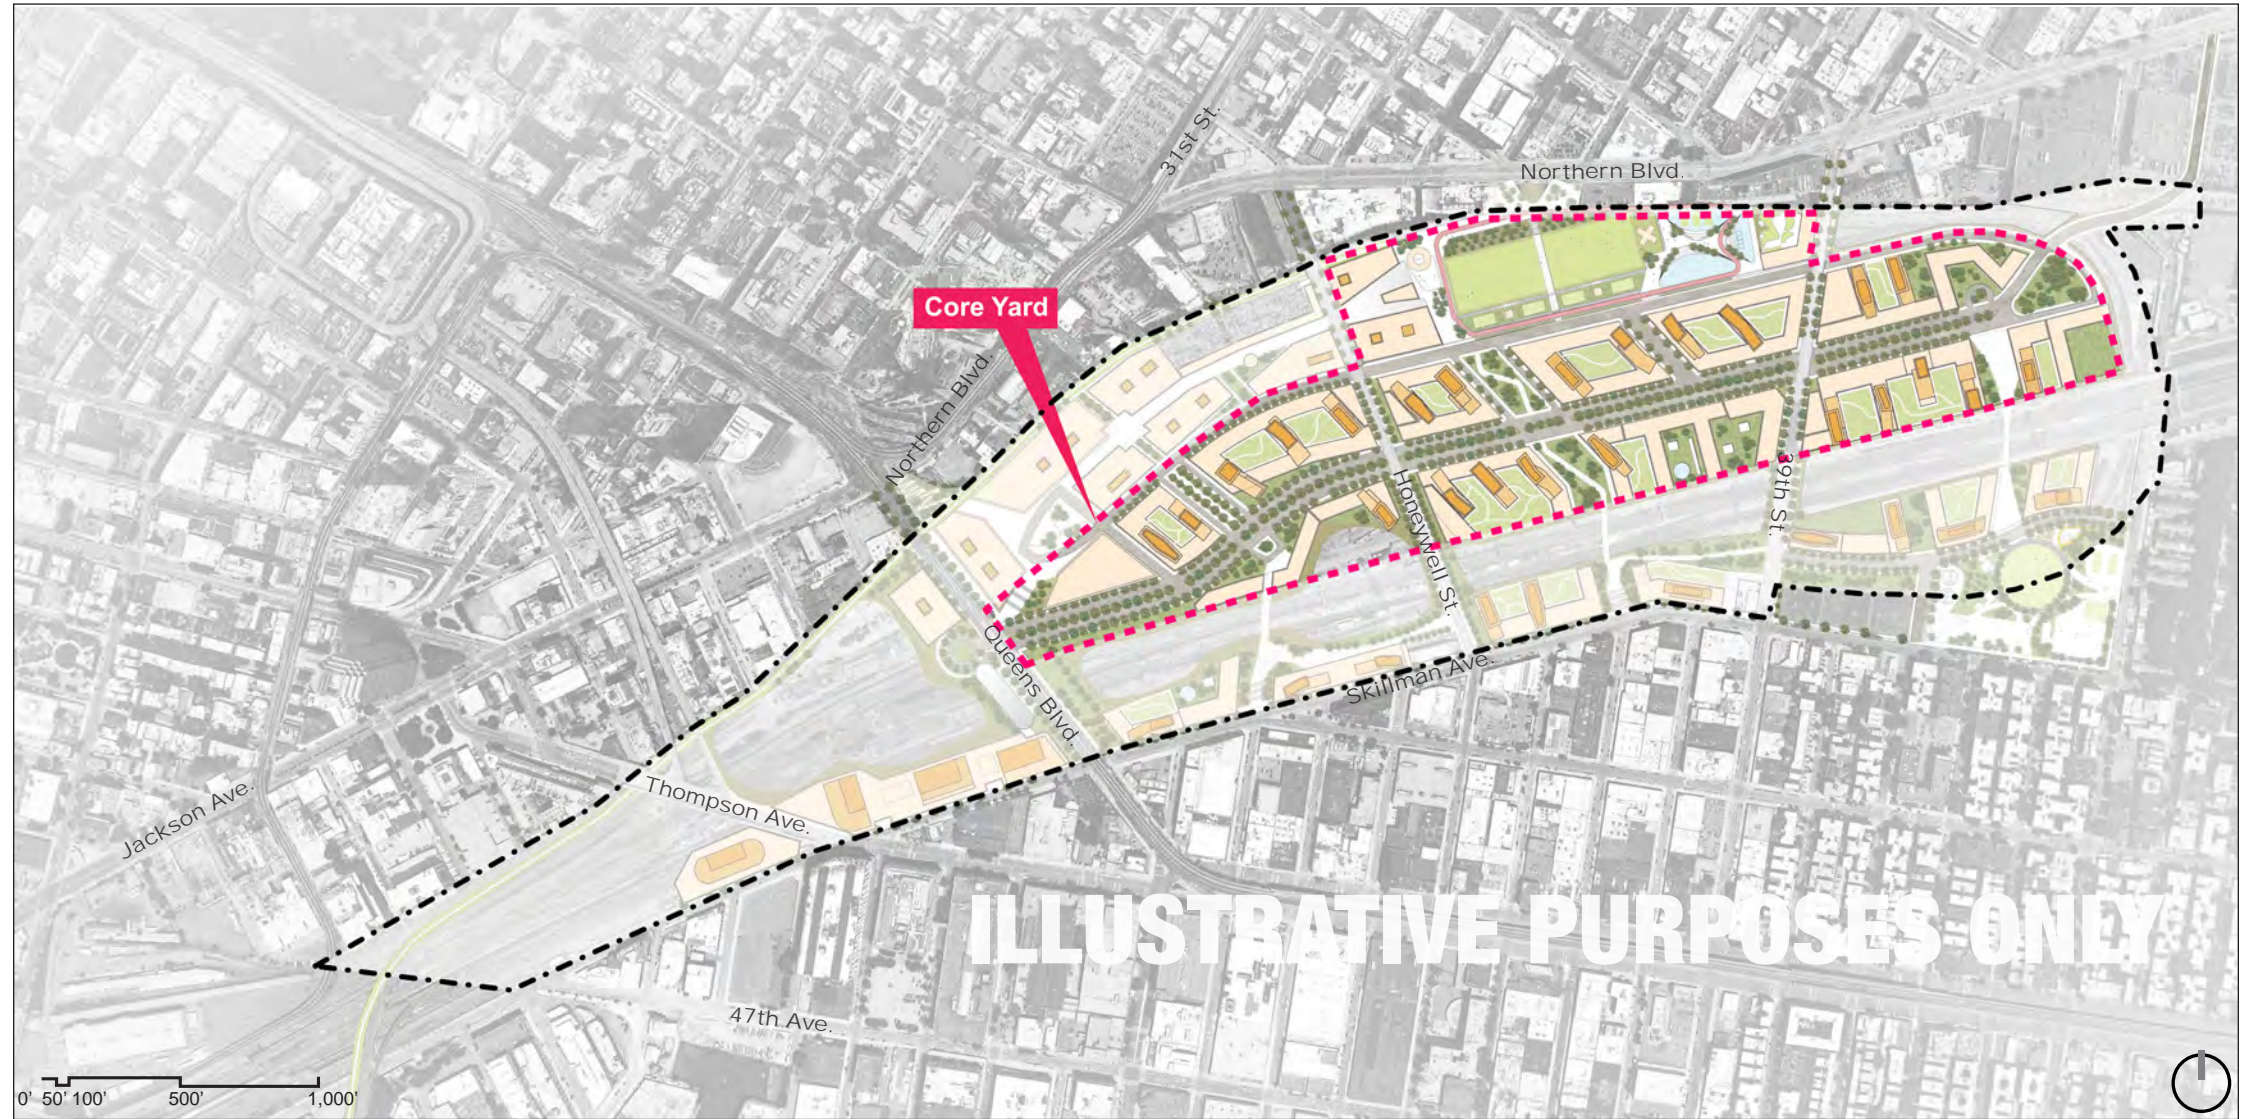 31st St.
Northern Blvd.
Core Yard
Northern Blvd.
Honeywell St.
39th St.
Queens Blvd.
Skillman Ave.
Jackson Ave.
Thompson Ave.
ILLUSTRATIVE PURPOSES ONLY
47th Ave.
0' 50' 100' 500' 1,000'